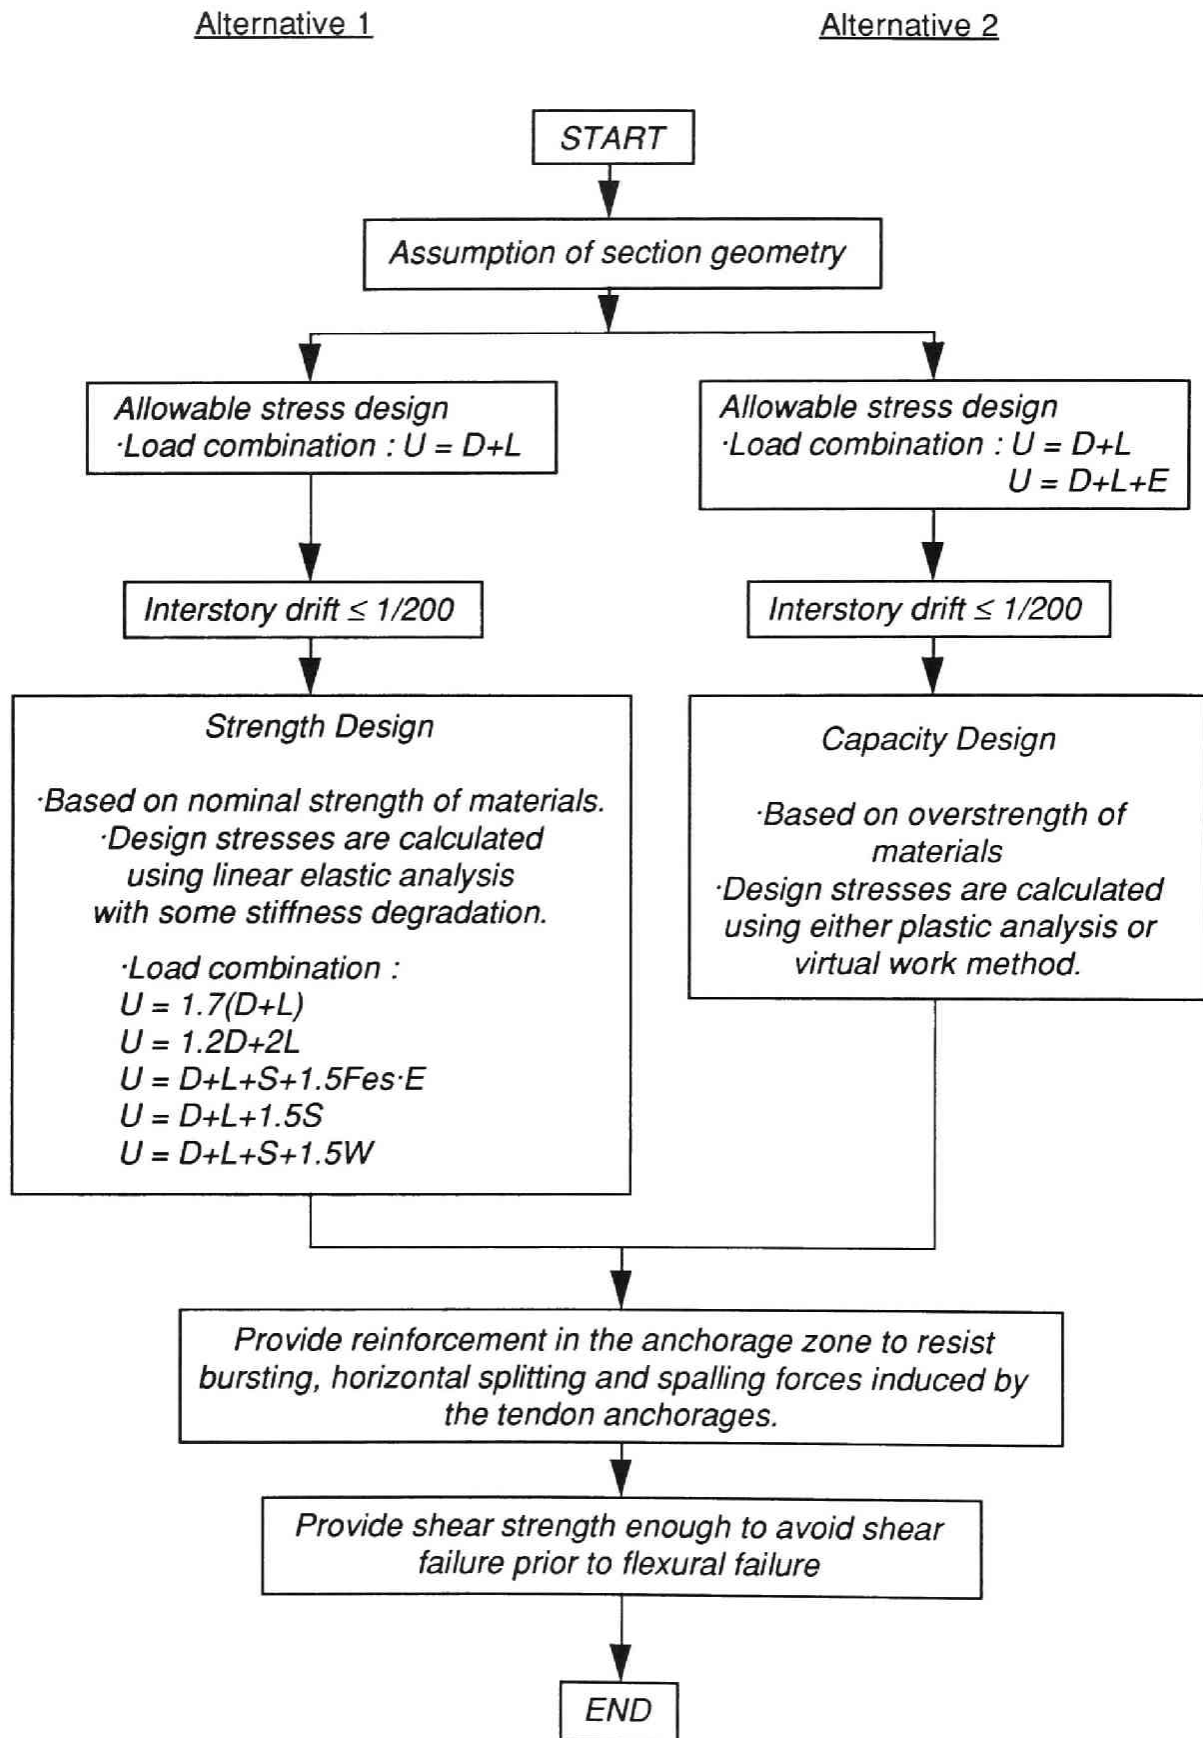 Alternative 1
Alternative 2
START
Assumption of section geometry
Allowable stress design
·Load combination : U = D+L
Allowable stress design
·Load combination : U = D+L
U = D+L+E
Interstory drift ≤ 1/200
Interstory drift ≤ 1/200
Strength Design
·Based on nominal strength of materials.
·Design stresses are calculated
using linear elastic analysis
with some stiffness degradation.
·Load combination :
U = 1.7(D+L)
U = 1.2D+2L
U = D+L+S+1.5Fes·E
U = D+L+1.5S
U = D+L+S+1.5W
Capacity Design
·Based on overstrength of
materials
·Design stresses are calculated
using either plastic analysis or
virtual work method.
Provide reinforcement in the anchorage zone to resist
bursting, horizontal splitting and spalling forces induced by
the tendon anchorages.
Provide shear strength enough to avoid shear
failure prior to flexural failure
END